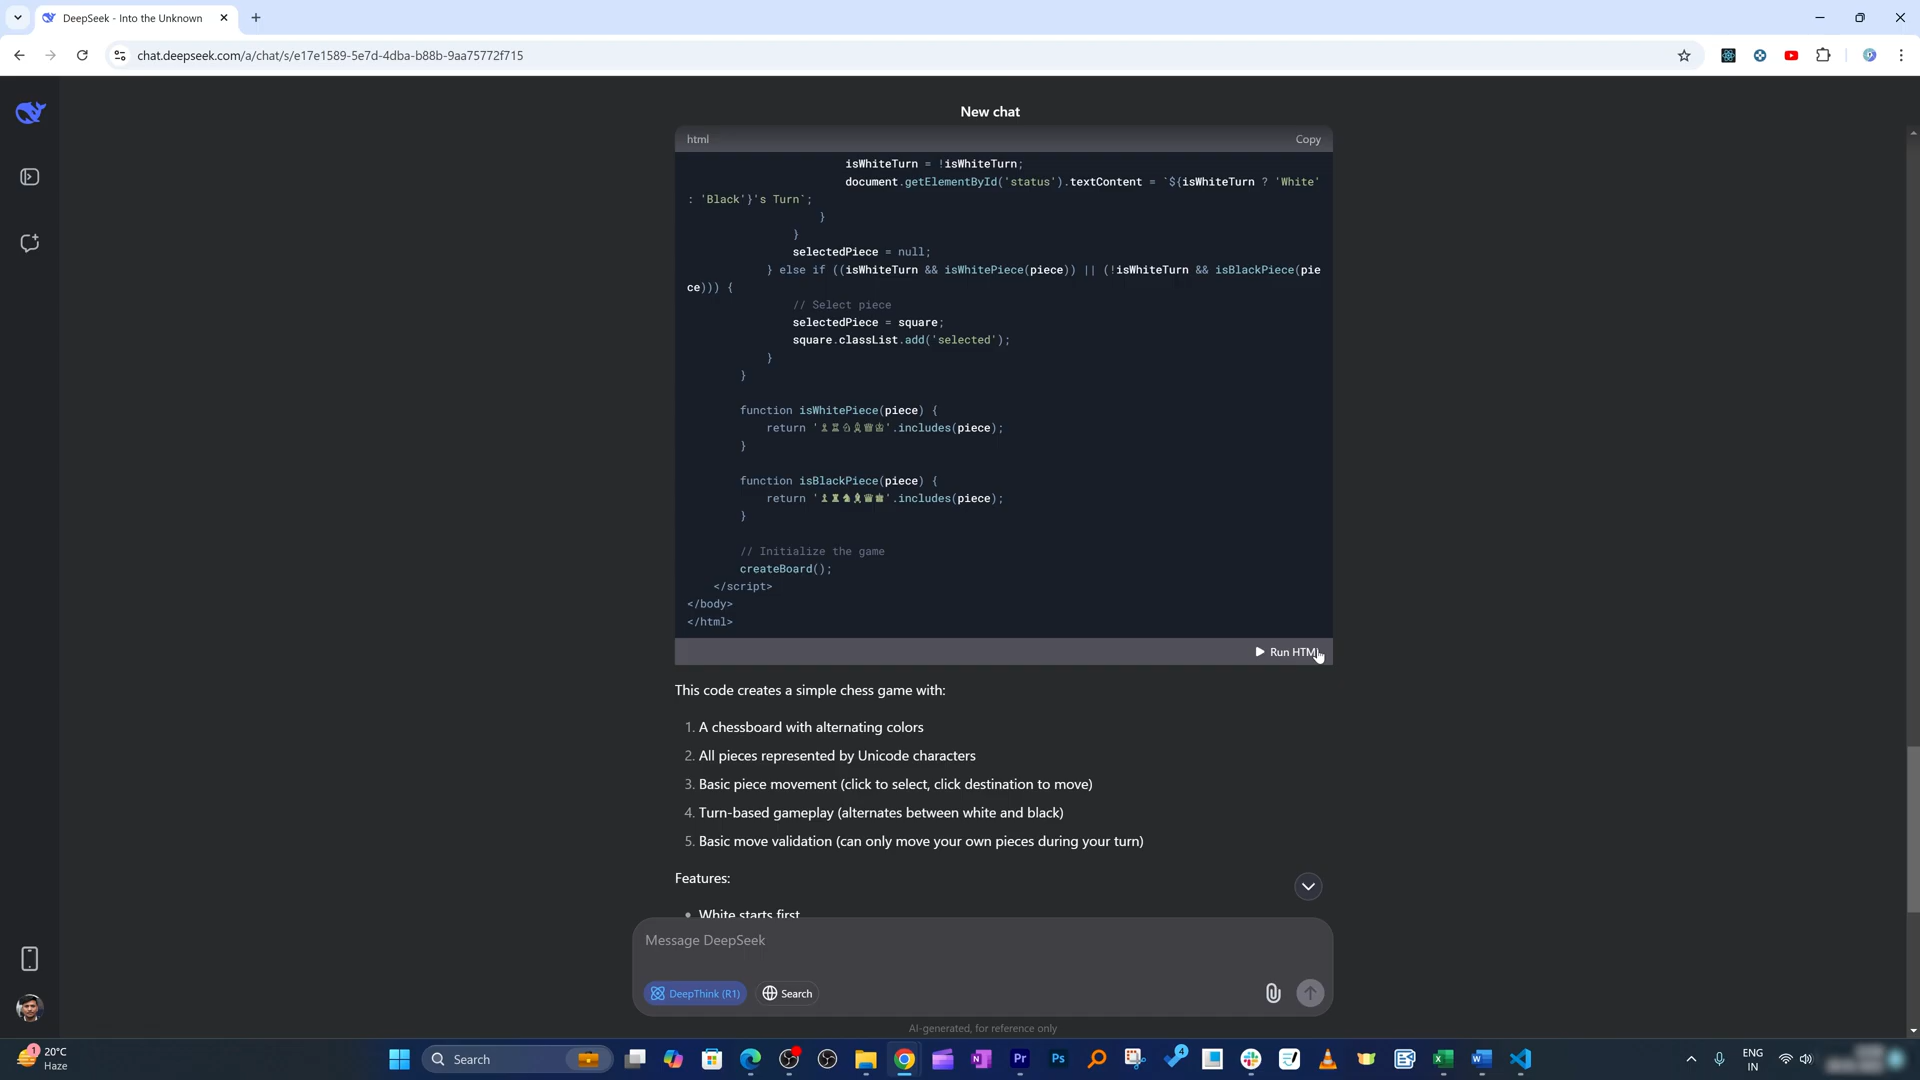 DeepSeek - Into the Unknown
chat.deepseek.com/a/chat/s/e17e1589-5e7d-4dba-b88b-9aa75772f715
New chat
html
Copy
isWhiteTurn = !isWhiteTurn;
document.getElementById('status').textContent = `${isWhiteTurn ? 'White'
: 'Black'}'s Turn`;
}
}
selectedPiece = null;
} else if ((isWhiteTurn && isWhitePiece(piece)) || (!isWhiteTurn && isBlackPiece(pie
ce))) {
// Select piece
selectedPiece = square;
square.classList.add('selected');
}
}
function isWhitePiece(piece) {
return '♙♖♘♗♕♔'.includes(piece);
}
function isBlackPiece(piece) {
return '♟♜♞♝♛♚'.includes(piece);
}
// Initialize the game
createBoard();
</script>
</body>
</html>
Run HTML
This code creates a simple chess game with:
1. A chessboard with alternating colors
2. All pieces represented by Unicode characters
3. Basic piece movement (click to select, click destination to move)
4. Turn-based gameplay (alternates between white and black)
5. Basic move validation (can only move your own pieces during your turn)
Features:
• White starts first
Message DeepSeek
DeepThink (R1)
Search
AI-generated, for reference only
1
20°C
Haze
Search
N
Pr
Ps
4
ENG
IN